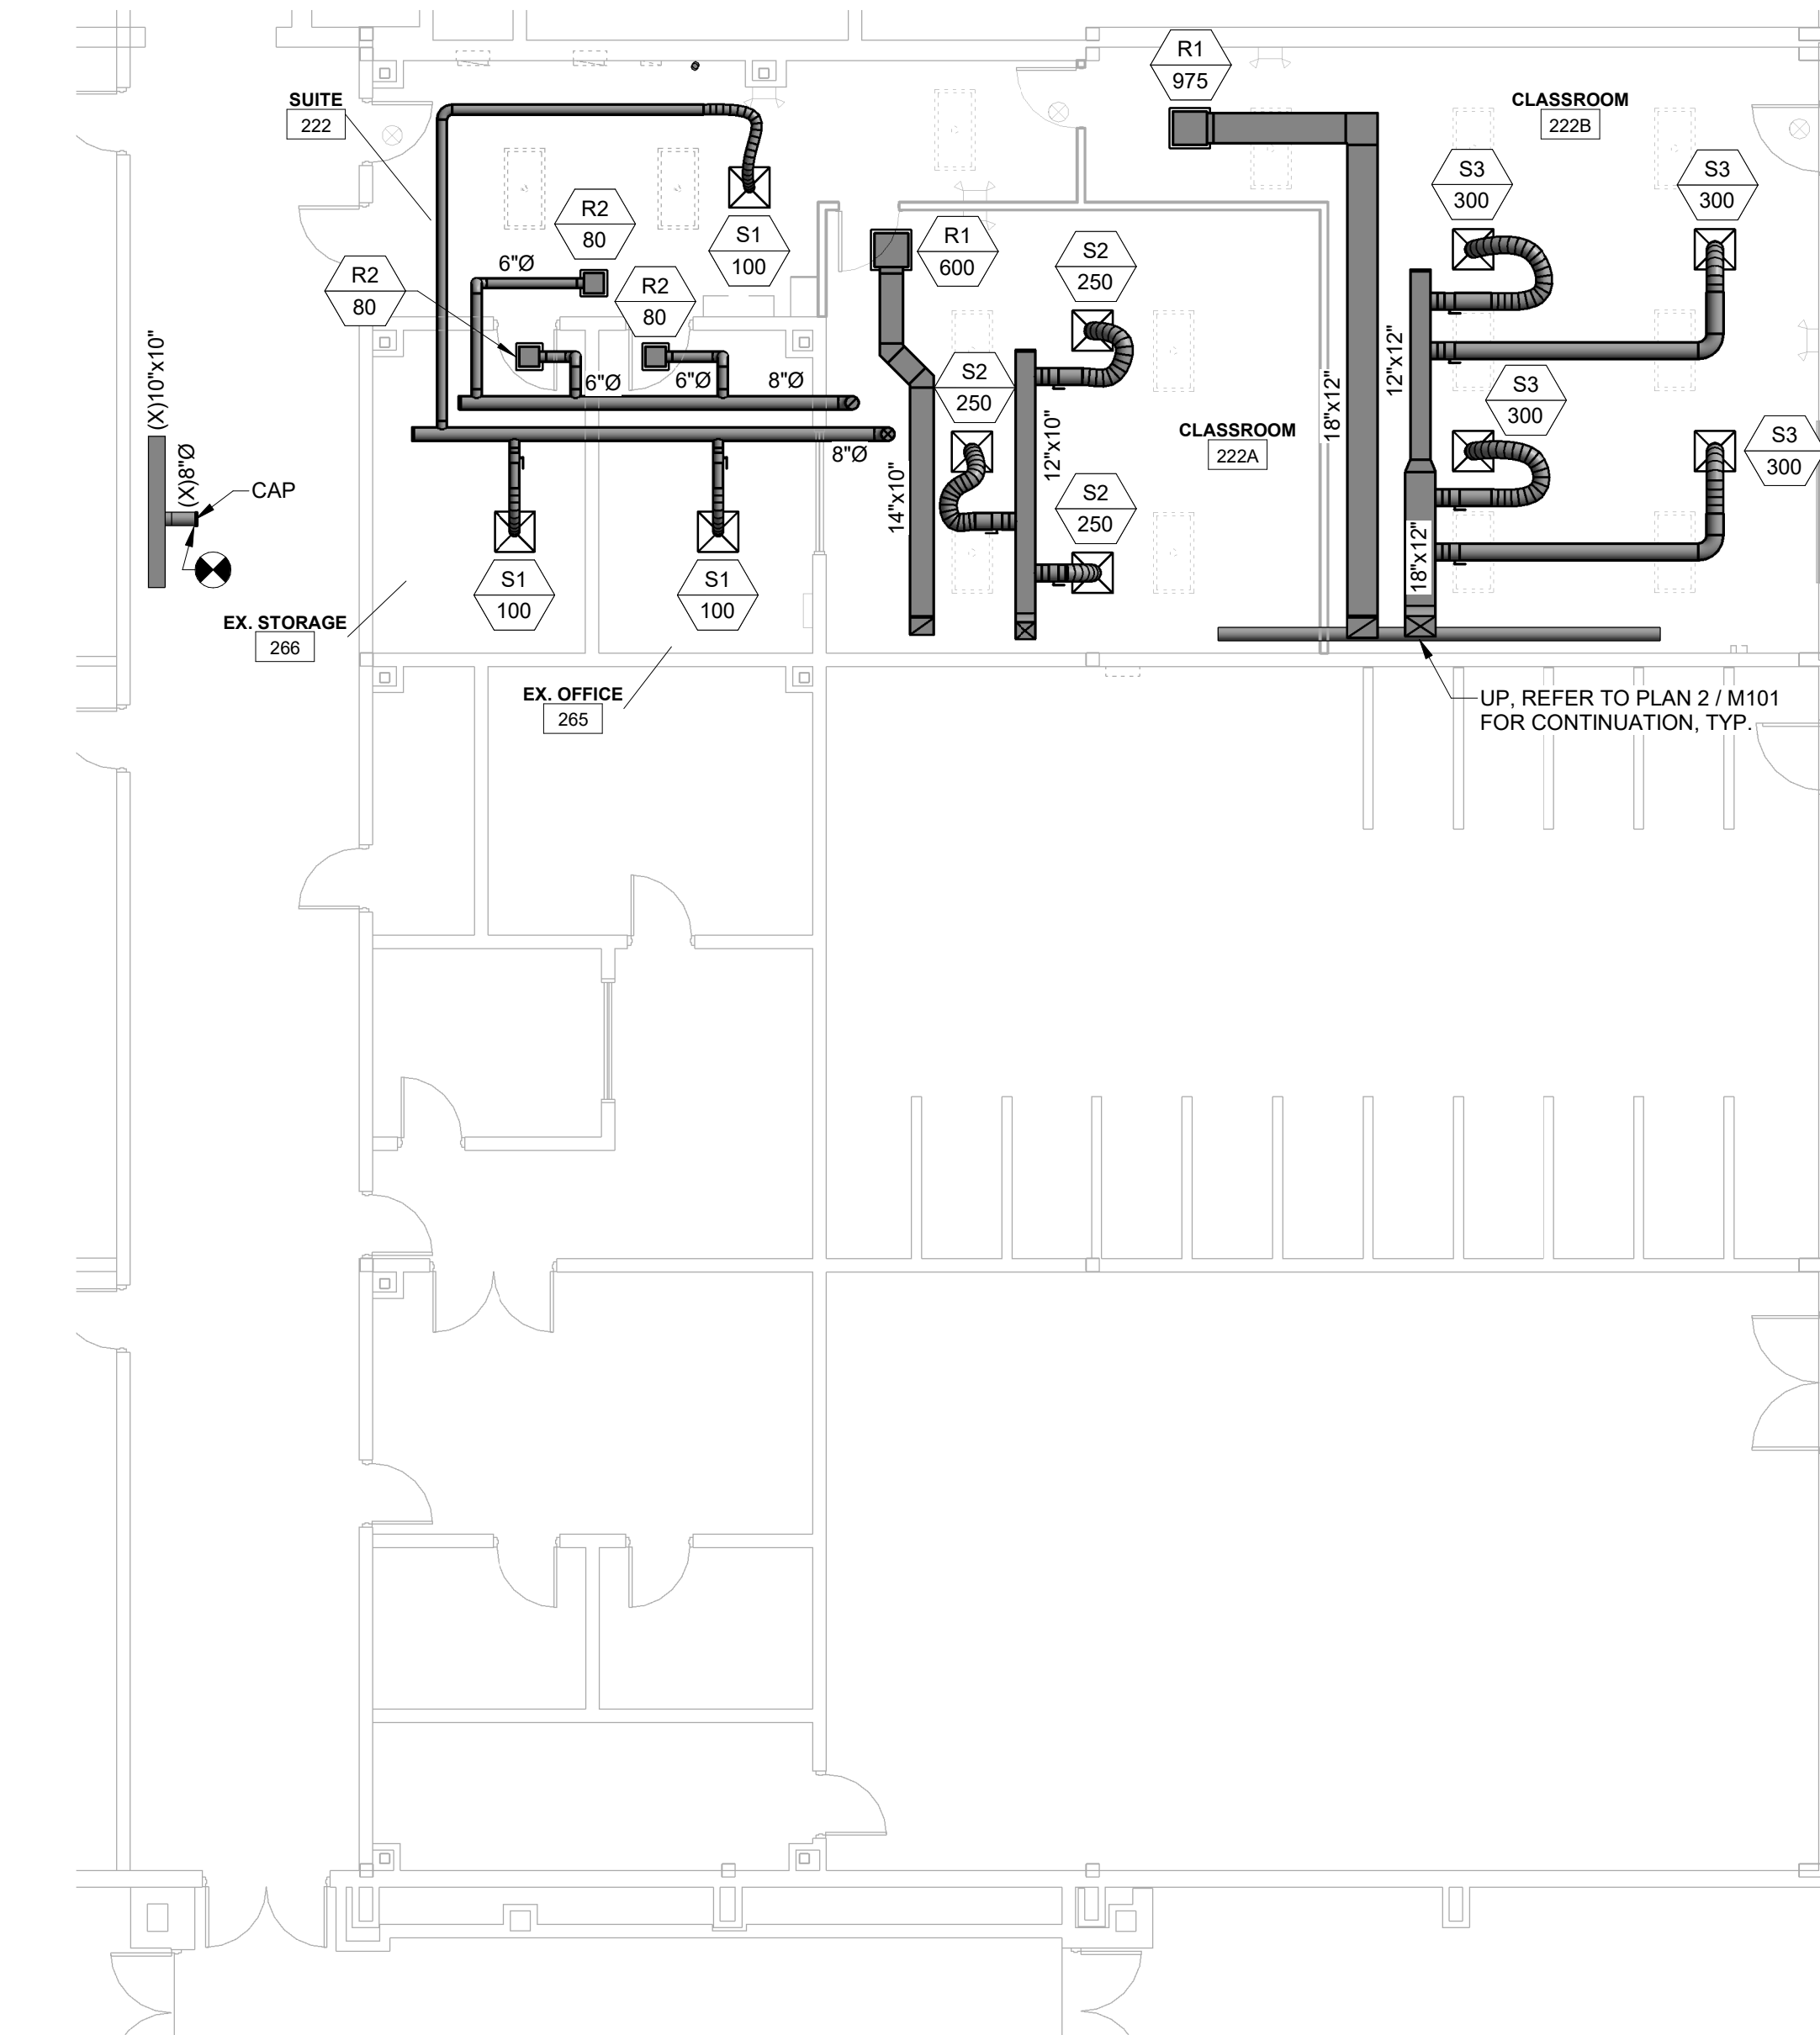 R1
975
SUITE
222
CLASSROOM
222B
S3
300
S3
300
R2
80
S1
100
R1
600
S2
250
6"Ø
R2
80
R2
80
(X)10"x10"
6"Ø
6"Ø
8"Ø
S2
250
12"x12"
18"x12"
S3
300
CLASSROOM
222A
12"x10"
S3
300
8"Ø
(X)8"Ø
CAP
14"x10"
S2
250
18"x12"
S1
100
S1
100
EX. STORAGE
266
EX. OFFICE
265
UP, REFER TO PLAN 2 / M101
FOR CONTINUATION, TYP.